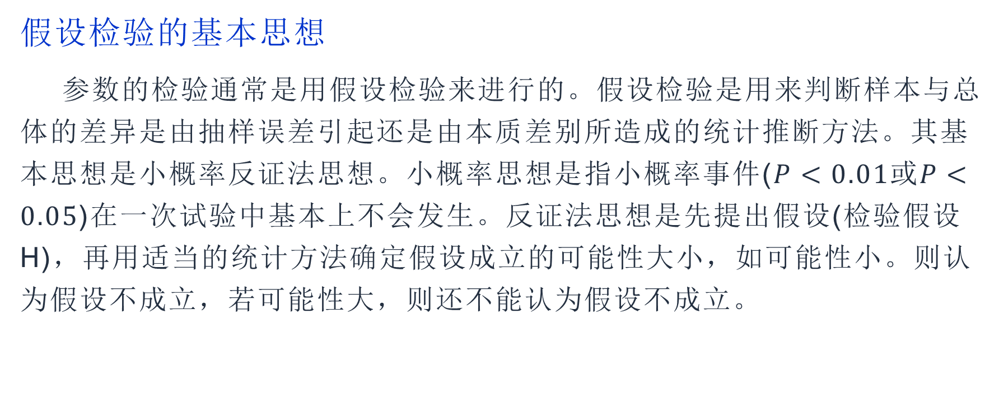 假设检验的基本思想
参数的检验通常是用假设检验来进行的。假设检验是用来判断样本与总
体的差异是由抽样误差引起还是由本质差别所造成的统计推断方法。其基
本思想是小概率反证法思想。小概率思想是指小概率事件(P < 0.01或P <
0.05)在一次试验中基本上不会发生。反证法思想是先提出假设(检验假设
H)，再用适当的统计方法确定假设成立的可能性大小，如可能性小。则认
为假设不成立，若可能性大，则还不能认为假设不成立。